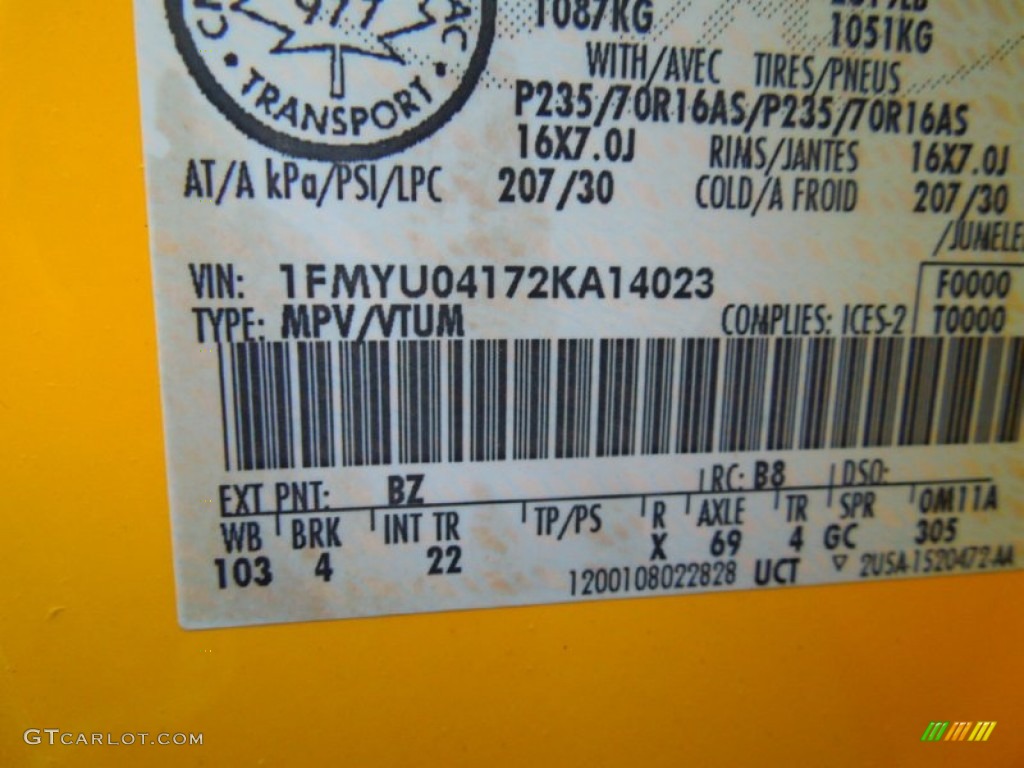 977
TRANSPORT
1087KG
1051KG
WITH/AVEC TIRES/PNEUS
P235/70R16AS/P235/70R16AS
16X7.0J RIMS/JANTES 16X7.0J
AT/A kPa/PSI/LPC 207/30 COLD/A FROID 207/30
/JUMELE
VIN: 1FMYU04172KA14023 F0000
TYPE: MPV/VTUM COMPLIES: ICES-2 T0000
EXT PNT: BZ RC: B8 DSO:
WB BRK INT TR TP/PS R AXLE TR SPR 0M11A
103 4 22 X 69 4 GC 305
1200108022828 UCT ▽ 2USA-1520472-AA
GTCARLOT.COM